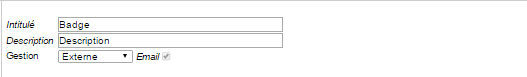 Intitulé Badge
Description Description
Gestion Externe Email